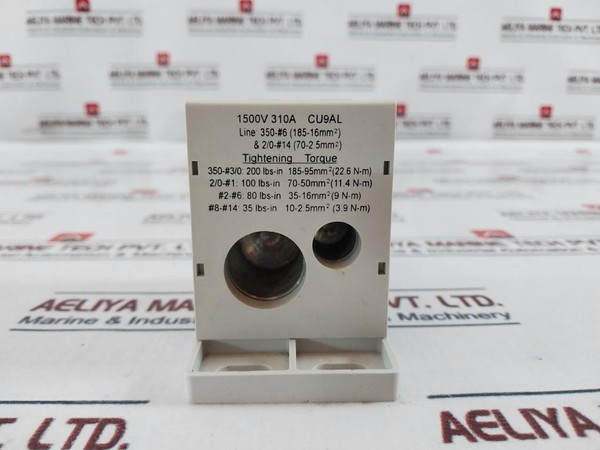 1500V 310A CU9AL
Line 350-#6 (185-16mm²)
& 2/0-#14 (70-2.5mm²)
Tightening Torque
350-#3/0: 200 lbs-in 185-95mm² (22.6 N-m)
2/0-#1: 100 lbs-in 70-50mm² (11.4 N-m)
#2-#6: 80 lbs-in 35-16mm² (9 N-m)
#8-#14: 35 lbs-in 10-2.5mm² (3.9 N-m)
AELIYA MA
VT. LTD.
Marine & Indust
Machinery
AELIYA
LTD.